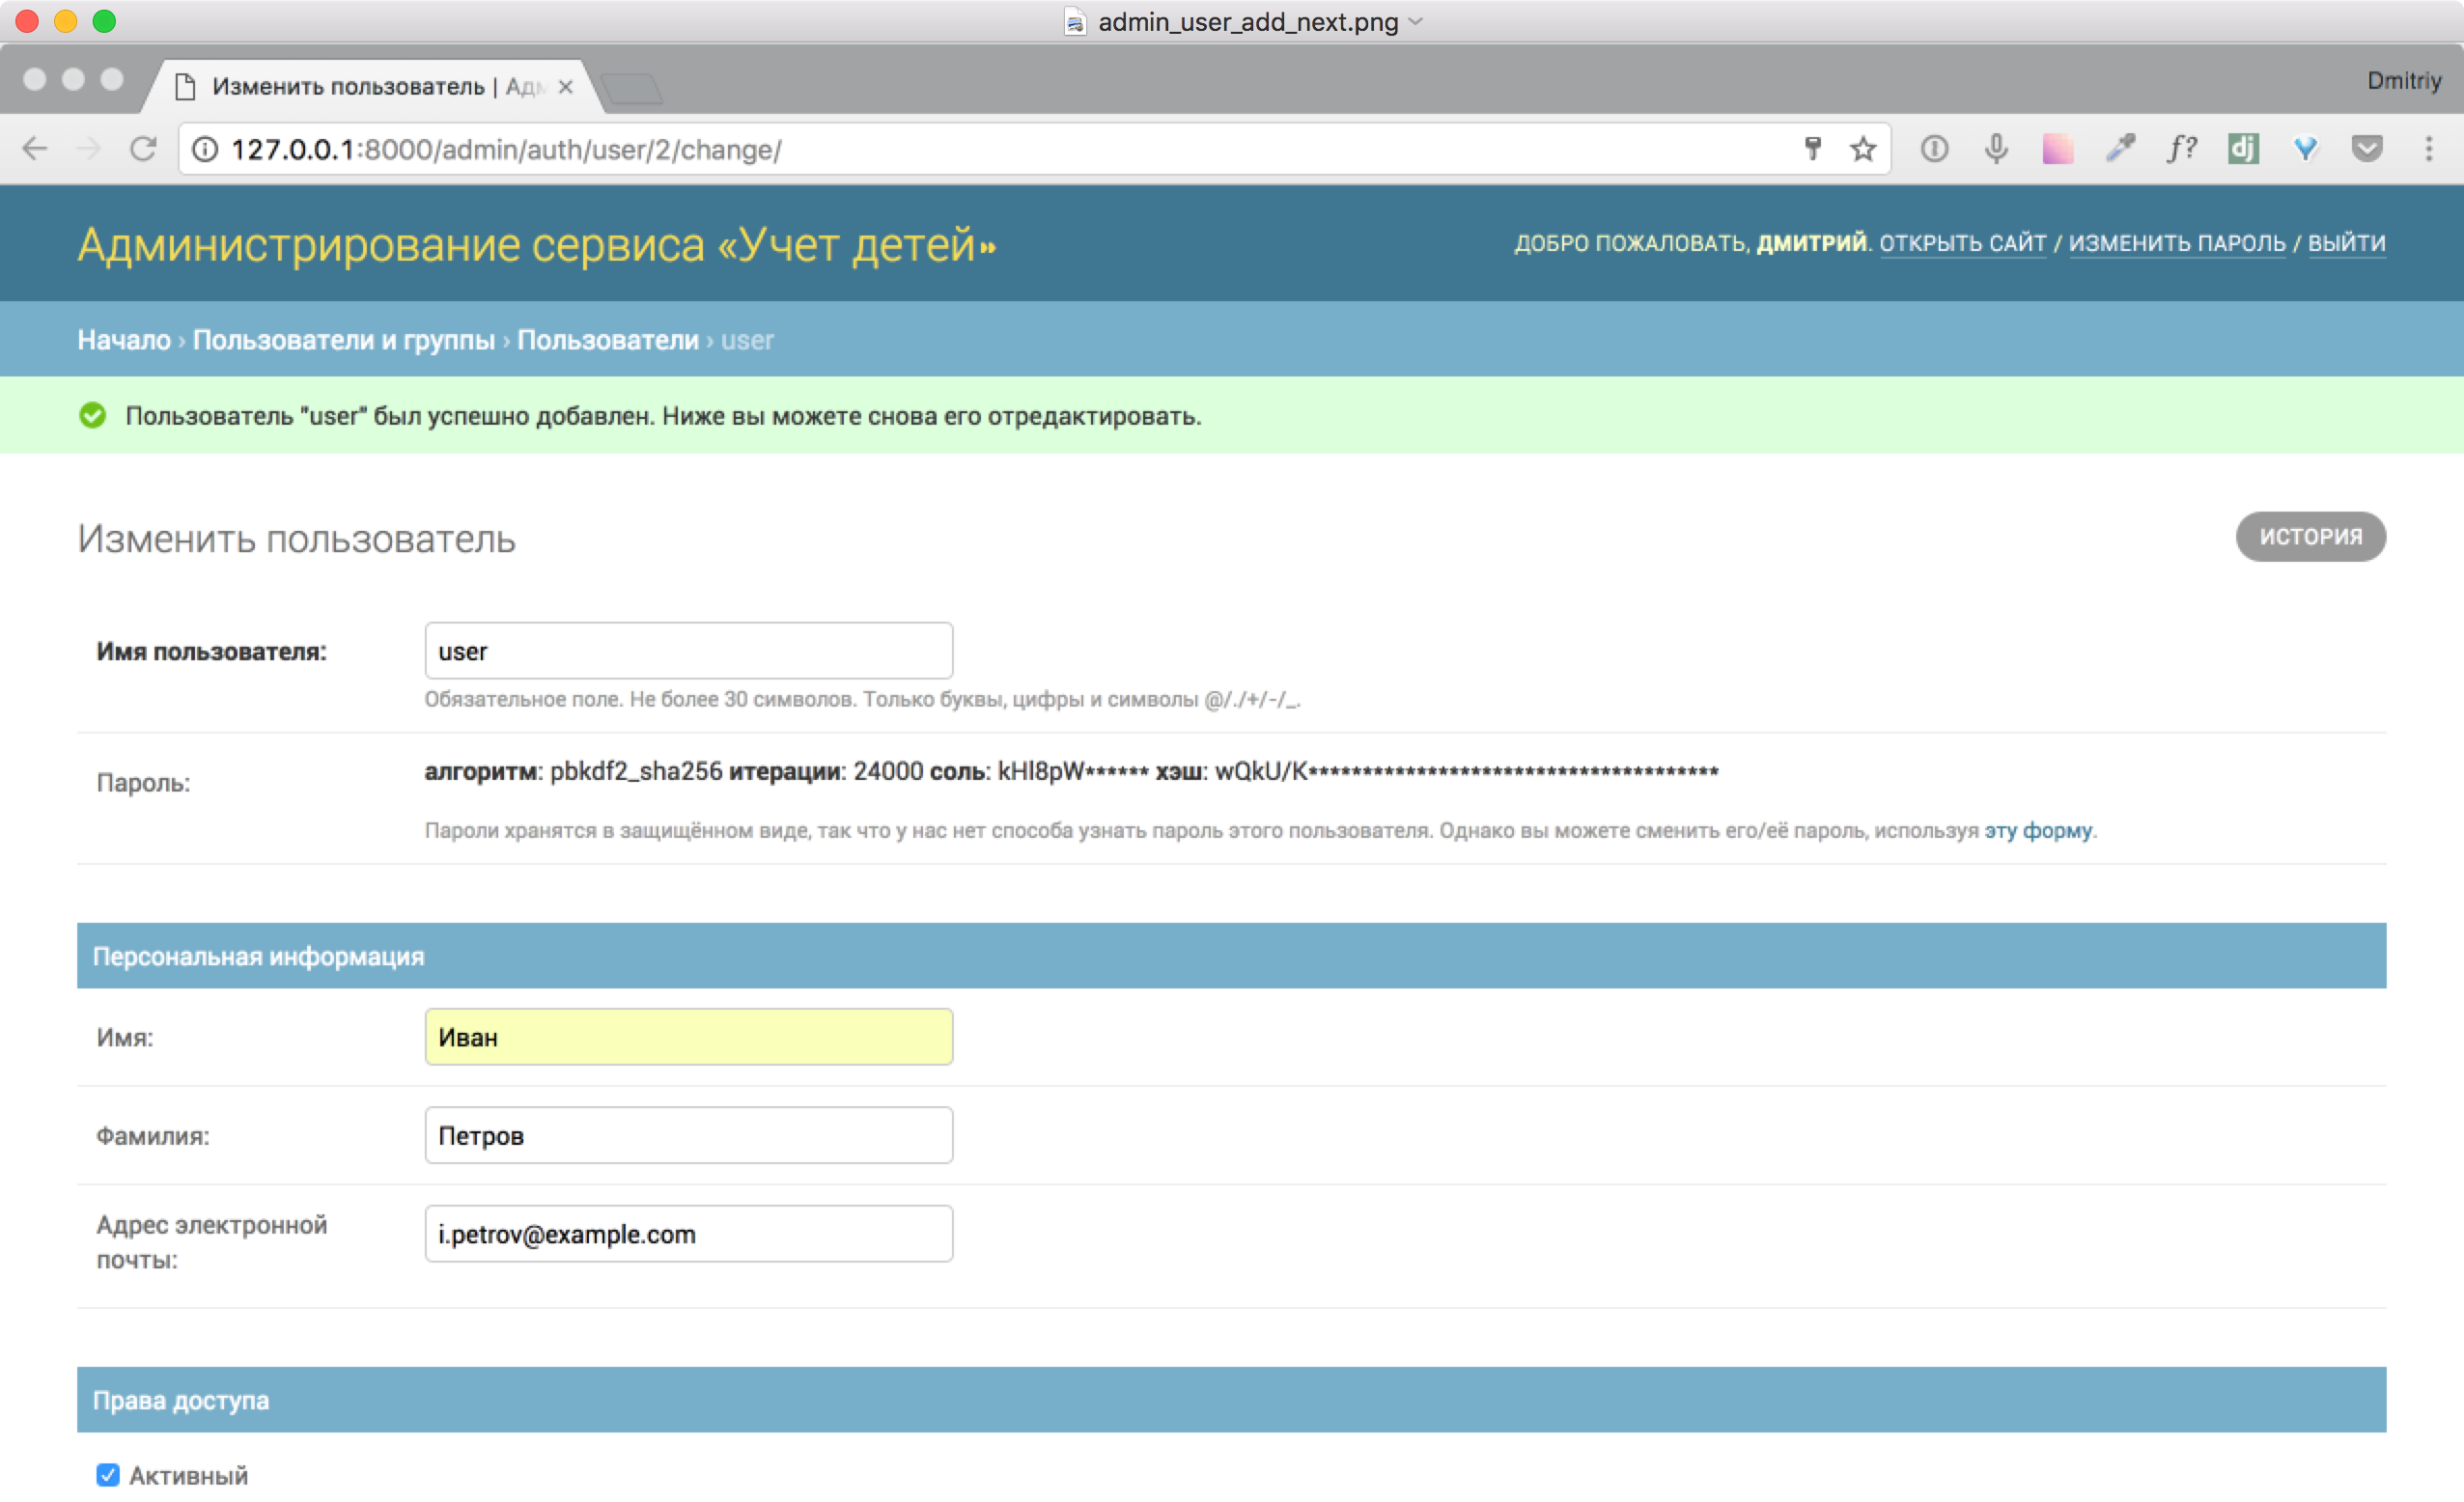 admin_user_add_next.png
Изменить пользователь | Адм
Dmitriy
127.0.0.1:8000/admin/auth/user/2/change/
f?
dj
Администрирование сервиса «Учет детей»
ДОБРО ПОЖАЛОВАТЬ, ДМИТРИЙ. ОТКРЫТЬ САЙТ / ИЗМЕНИТЬ ПАРОЛЬ / ВЫЙТИ
Начало › Пользователи и группы › Пользователи › user
Пользователь "user" был успешно добавлен. Ниже вы можете снова его отредактировать.
Изменить пользователь
ИСТОРИЯ
Имя пользователя:
user
Обязательное поле. Не более 30 символов. Только буквы, цифры и символы @/./+/-/_.
Пароль:
алгоритм: pbkdf2_sha256 итерации: 24000 соль: kHl8pW****** хэш: wQkU/K**************************************
Пароли хранятся в защищённом виде, так что у нас нет способа узнать пароль этого пользователя. Однако вы можете сменить его/её пароль, используя эту форму.
Персональная информация
Имя:
Иван
Фамилия:
Петров
Адрес электронной
почты:
i.petrov@example.com
Права доступа
Активный